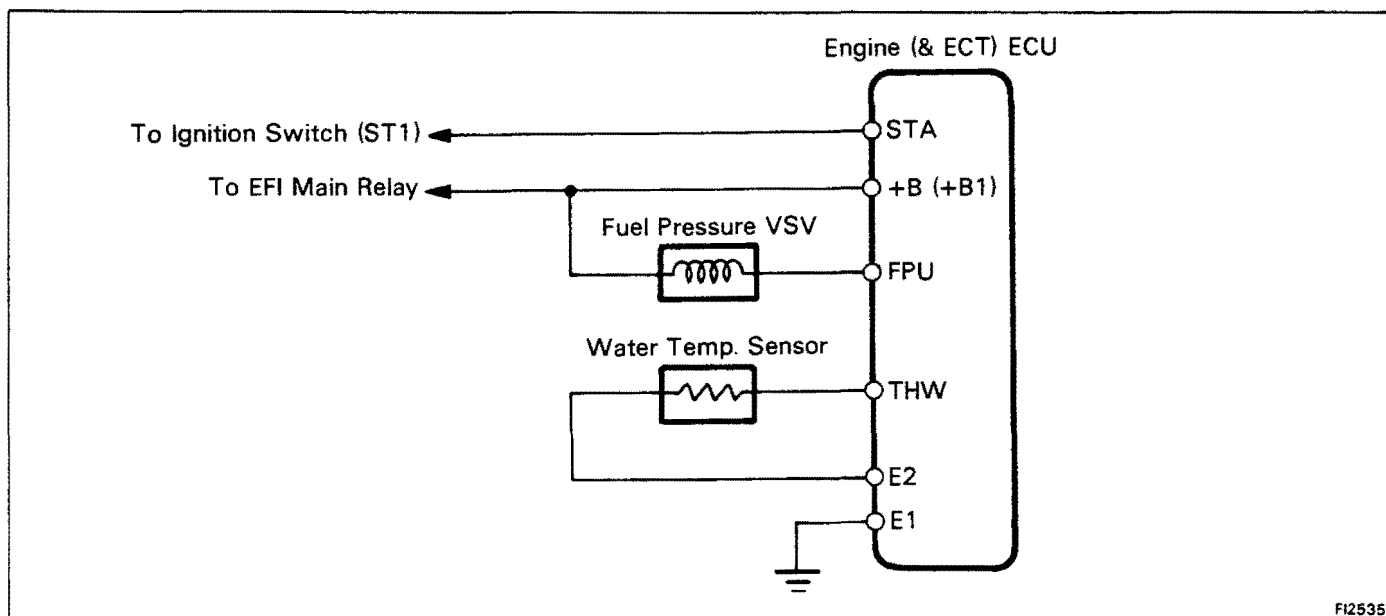 Engine (& ECT) ECU
To Ignition Switch (ST1)
STA
To EFI Main Relay
+B (+B1)
Fuel Pressure VSV
FPU
Water Temp. Sensor
THW
E2
E1
FI2535